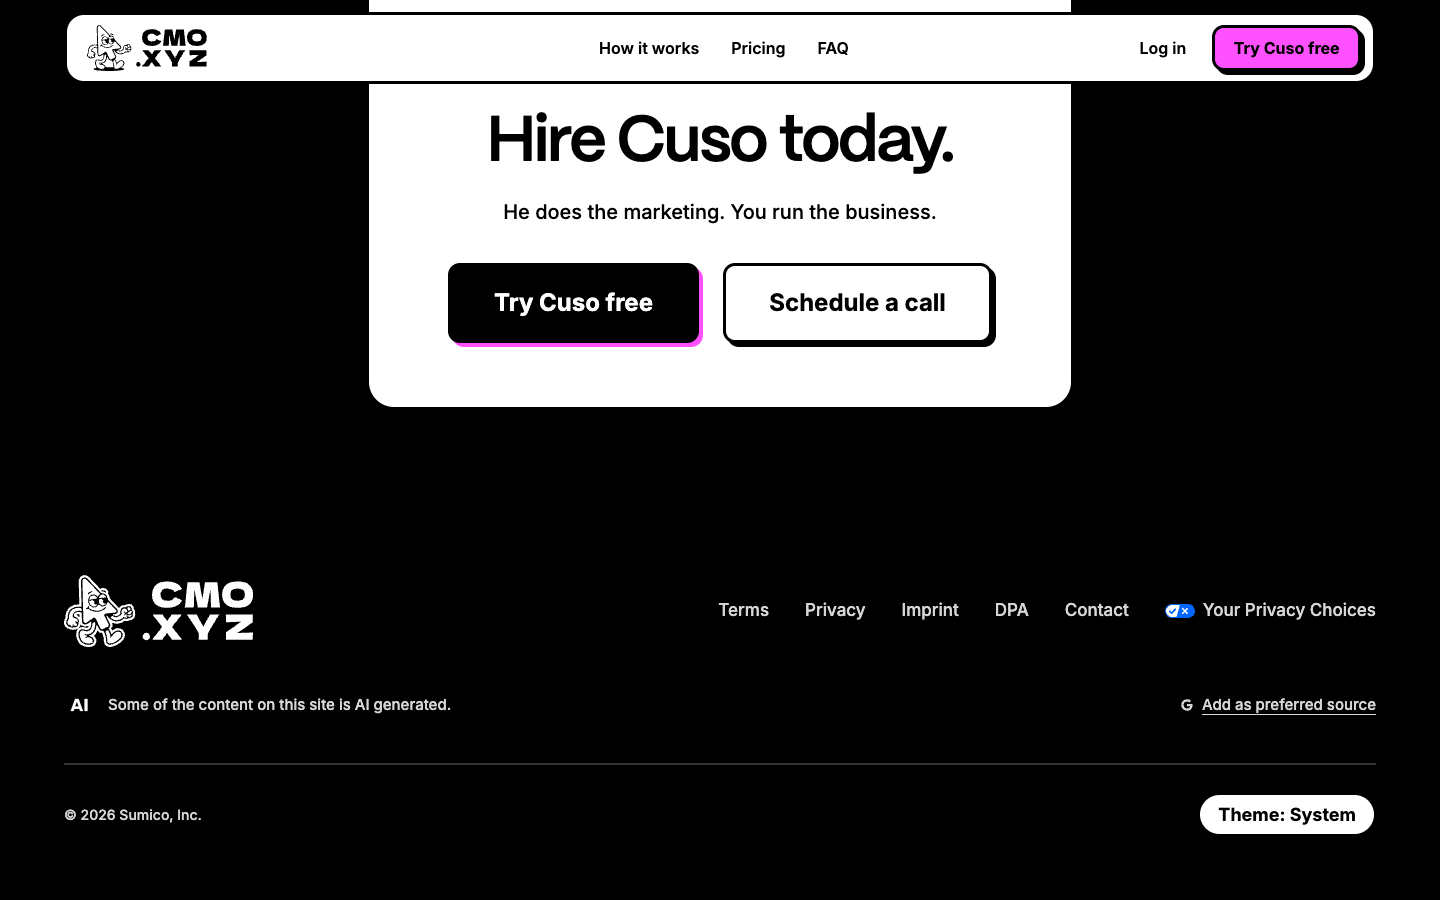 CMO
.XYZ
How it works
Pricing
FAQ
Log in
Try Cuso free
Hire Cuso today.
He does the marketing. You run the business.
Try Cuso free
Schedule a call
CMO
.XYZ
Terms
Privacy
Imprint
DPA
Contact
Your Privacy Choices
AI
Some of the content on this site is AI generated.
G
Add as preferred source
© 2026 Sumico, Inc.
Theme: System